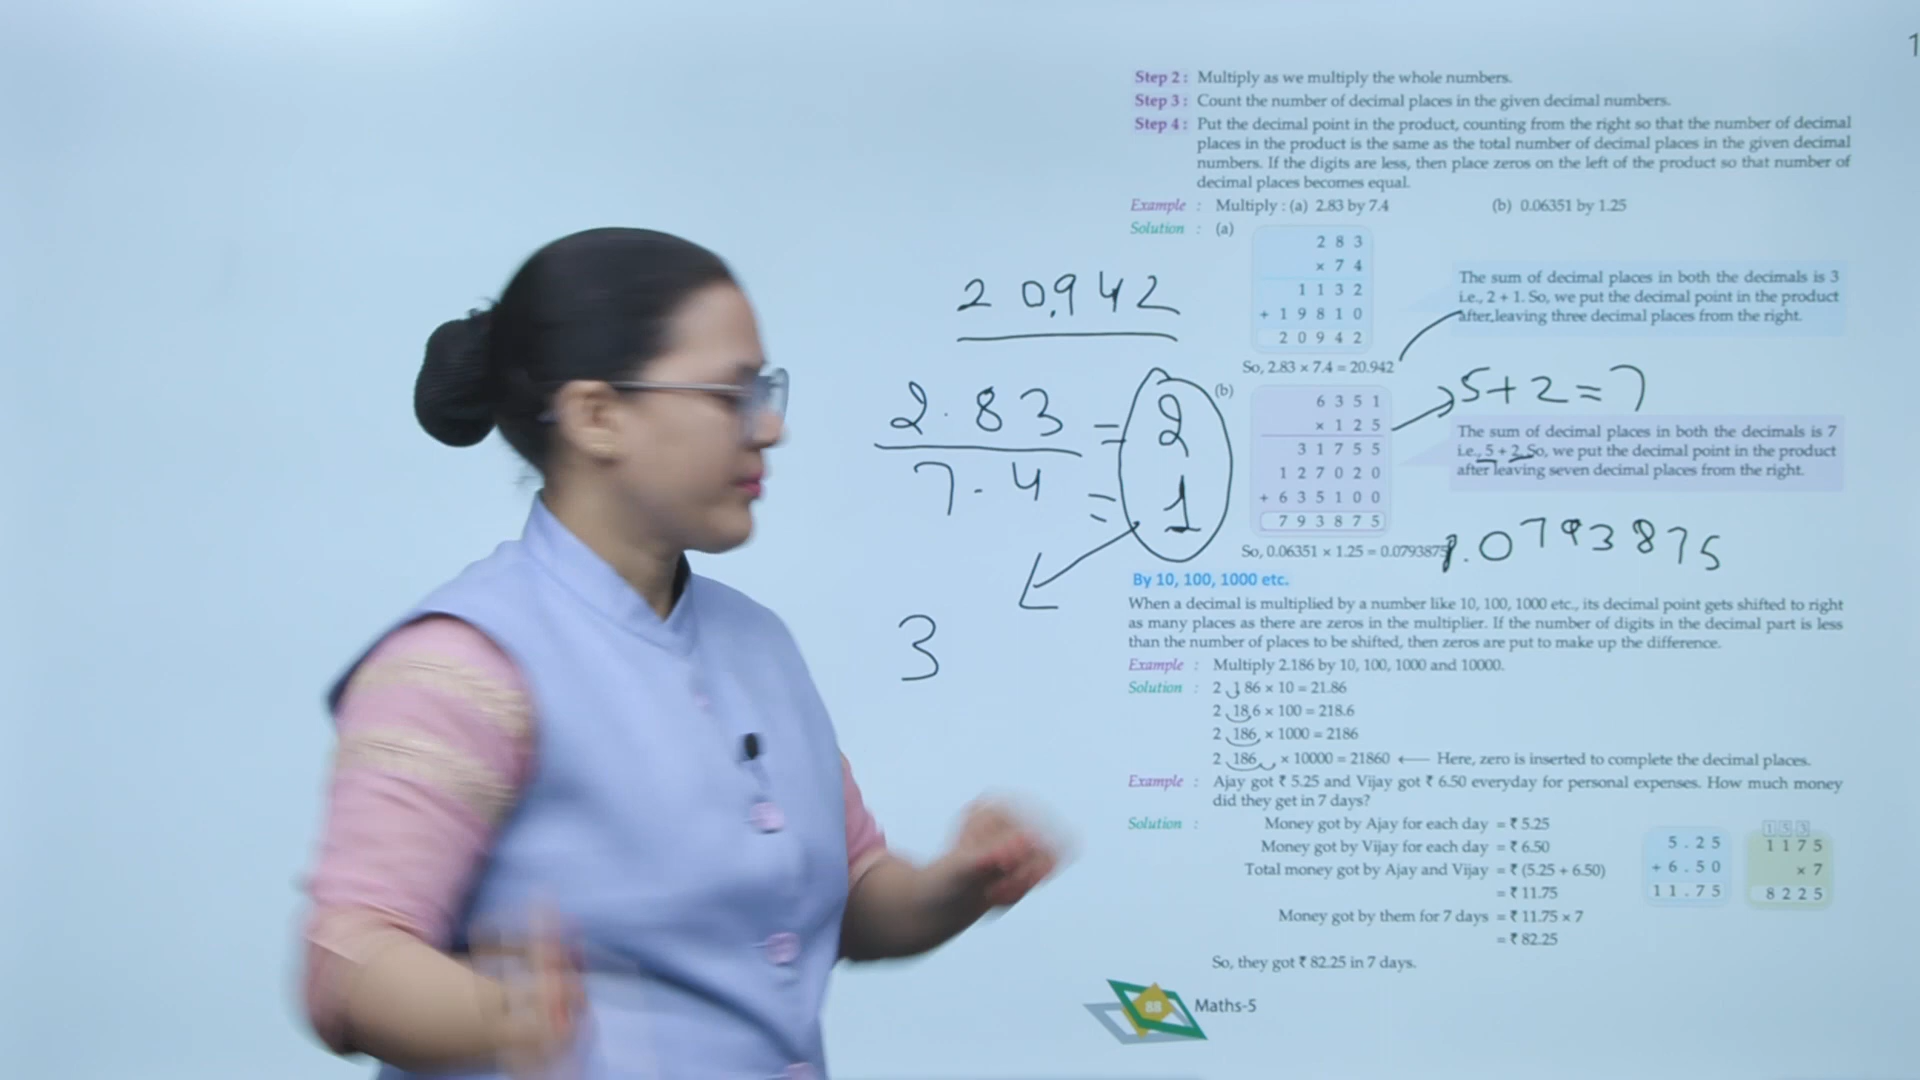 1
Step 2 : Multiply as we multiply the whole numbers.
Step 3 : Count the number of decimal places in the given decimal numbers.
Step 4 : Put the decimal point in the product, counting from the right so that the number of decimal
places in the product is the same as the total number of decimal places in the given decimal
numbers. If the digits are less, then place zeros on the left of the product so that number of
decimal places becomes equal.
Example : Multiply : (a) 2.83 by 7.4 (b) 0.06351 by 1.25
Solution : (a)
2 8 3
× 7 4
1 1 3 2
+ 1 9 8 1 0
2 0 9 4 2
The sum of decimal places in both the decimals is 3
i.e., 2 + 1. So, we put the decimal point in the product
after leaving three decimal places from the right.
So, 2.83 × 7.4 = 20.942
20.942
2.83 = 2
7.4 = 1
3
(b)
6 3 5 1
× 1 2 5
3 1 7 5 5
1 2 7 0 2 0
+ 6 3 5 1 0 0
7 9 3 8 7 5
5+2=7
The sum of decimal places in both the decimals is 7
i.e., 5 + 2. So, we put the decimal point in the product
after leaving seven decimal places from the right.
So, 0.06351 × 1.25 = 0.0793875
.0793875
By 10, 100, 1000 etc.
When a decimal is multiplied by a number like 10, 100, 1000 etc., its decimal point gets shifted to right
as many places as there are zeros in the multiplier. If the number of digits in the decimal part is less
than the number of places to be shifted, then zeros are put to make up the difference.
Example : Multiply 2.186 by 10, 100, 1000 and 10000.
Solution : 2 1 86 × 10 = 21.86
2 18 6 × 100 = 218.6
2 186 × 1000 = 2186
2 186 × 10000 = 21860 ← Here, zero is inserted to complete the decimal places.
Example : Ajay got ₹ 5.25 and Vijay got ₹ 6.50 everyday for personal expenses. How much money
did they get in 7 days?
Solution : Money got by Ajay for each day = ₹ 5.25
Money got by Vijay for each day = ₹ 6.50
Total money got by Ajay and Vijay = ₹ (5.25 + 6.50)
= ₹ 11.75
Money got by them for 7 days = ₹ 11.75 × 7
= ₹ 82.25
5 . 2 5
+ 6 . 5 0
1 1 . 7 5
1 5 3
1 1 7 5
× 7
8 2 2 5
So, they got ₹ 82.25 in 7 days.
88 Maths-5